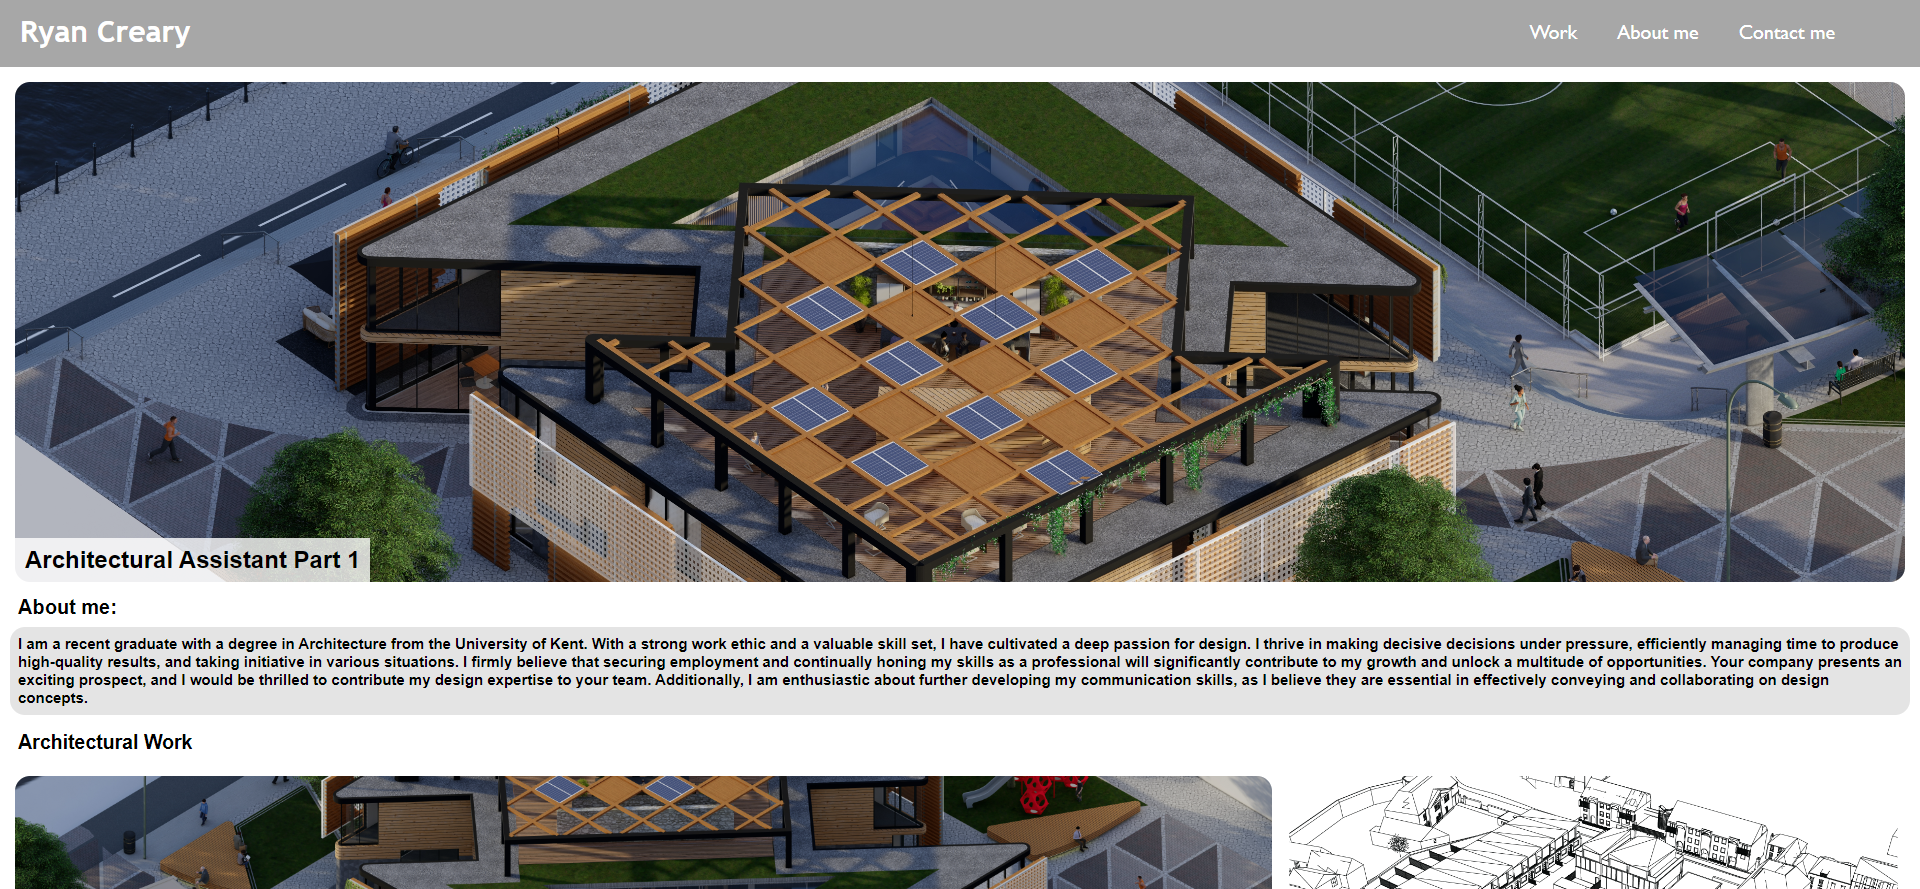 Ryan Creary
Work
About me
Contact me
Architectural Assistant Part 1
About me:
I am a recent graduate with a degree in Architecture from the University of Kent. With a strong work ethic and a valuable skill set, I have cultivated a deep passion for design. I thrive in making decisive decisions under pressure, efficiently managing time to produce
high-quality results, and taking initiative in various situations. I firmly believe that securing employment and continually honing my skills as a professional will significantly contribute to my growth and unlock a multitude of opportunities. Your company presents an
exciting prospect, and I would be thrilled to contribute my design expertise to your team. Additionally, I am enthusiastic about further developing my communication skills, as I believe they are essential in effectively conveying and collaborating on design
concepts.
Architectural Work